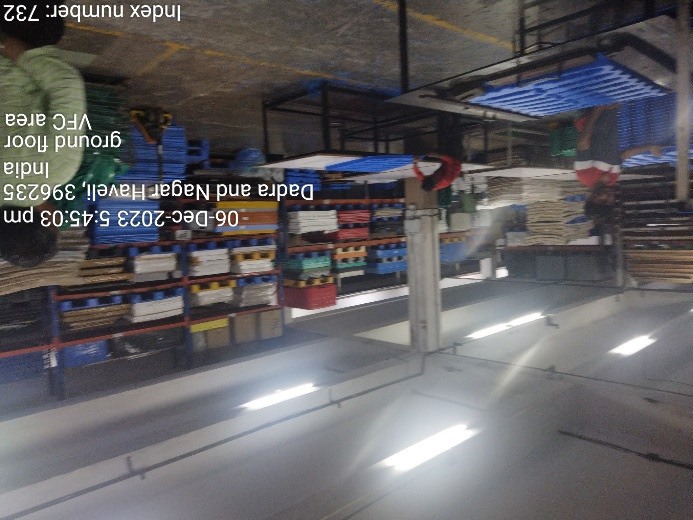 06-Dec-2023 5:45:03 pm
Dadra and Nagar Haveli, 396235
India
ground floor
VFC area
Index number: 732